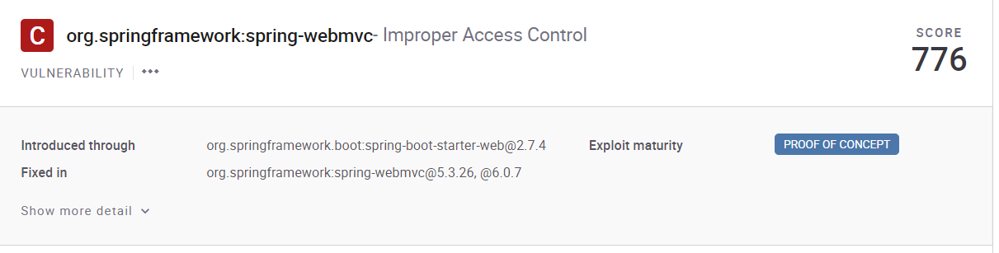 C org.springframework:spring-webmvc- Improper Access Control
SCORE
776
VULNERABILITY
Introduced through org.springframework.boot:spring-boot-starter-web@2.7.4 Exploit maturity PROOF OF CONCEPT
Fixed in org.springframework:spring-webmvc@5.3.26, @6.0.7
Show more detail